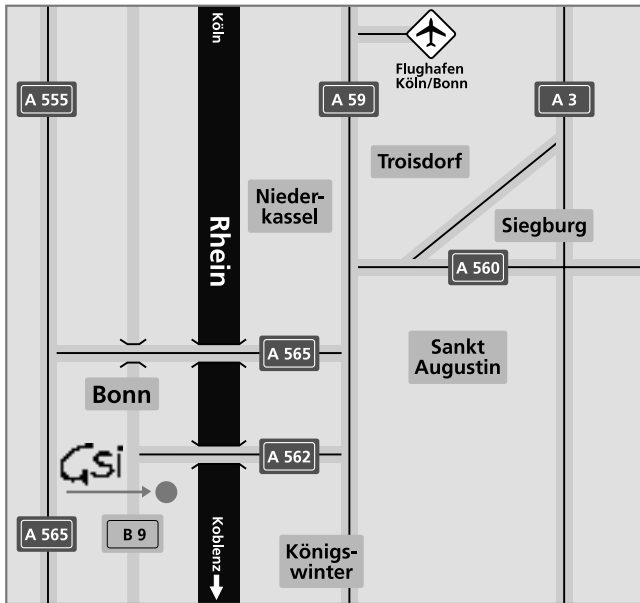 Köln
Flughafen
Köln/Bonn
A 555
A 59
A 3
Troisdorf
Nieder-
kassel
Rhein
Siegburg
A 560
A 565
Sankt
Augustin
Bonn
Gsi
A 562
A 565
B 9
Koblenz
Königs-
winter